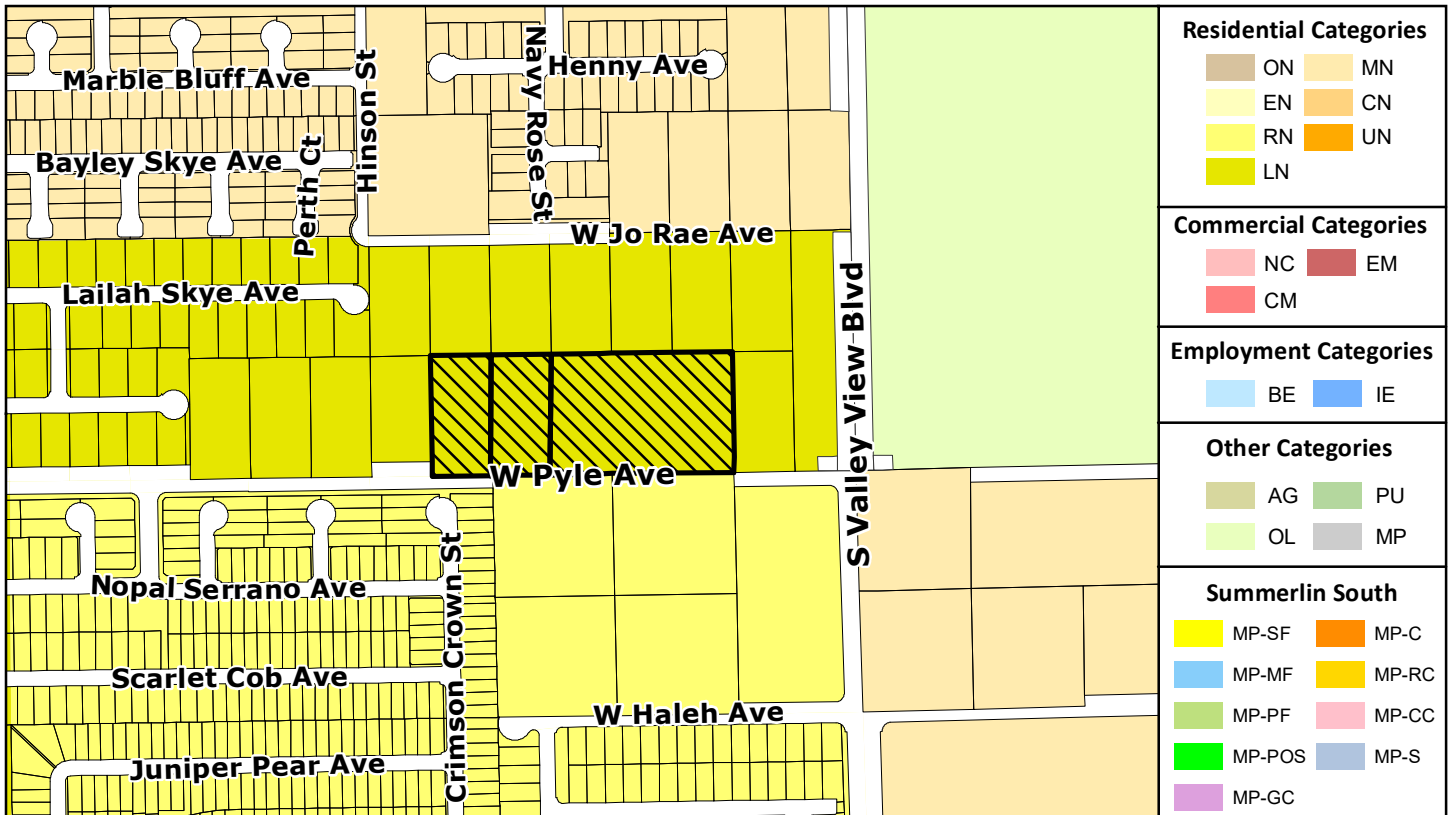 Marble Bluff Ave
Hinson St
Navy Rose St
Henny Ave
Bayley Skye Ave
Perth Ct
W Jo Rae Ave
Lailah Skye Ave
S Valley View Blvd
W Pyle Ave
Nopal Serrano Ave
Crimson Crown St
Scarlet Cob Ave
W Haleh Ave
Juniper Pear Ave
Residential Categories
ON MN
EN CN
RN UN
LN
Commercial Categories
NC EM
CM
Employment Categories
BE IE
Other Categories
AG PU
OL MP
Summerlin South
MP-SF MP-C
MP-MF MP-RC
MP-PF MP-CC
MP-POS MP-S
MP-GC